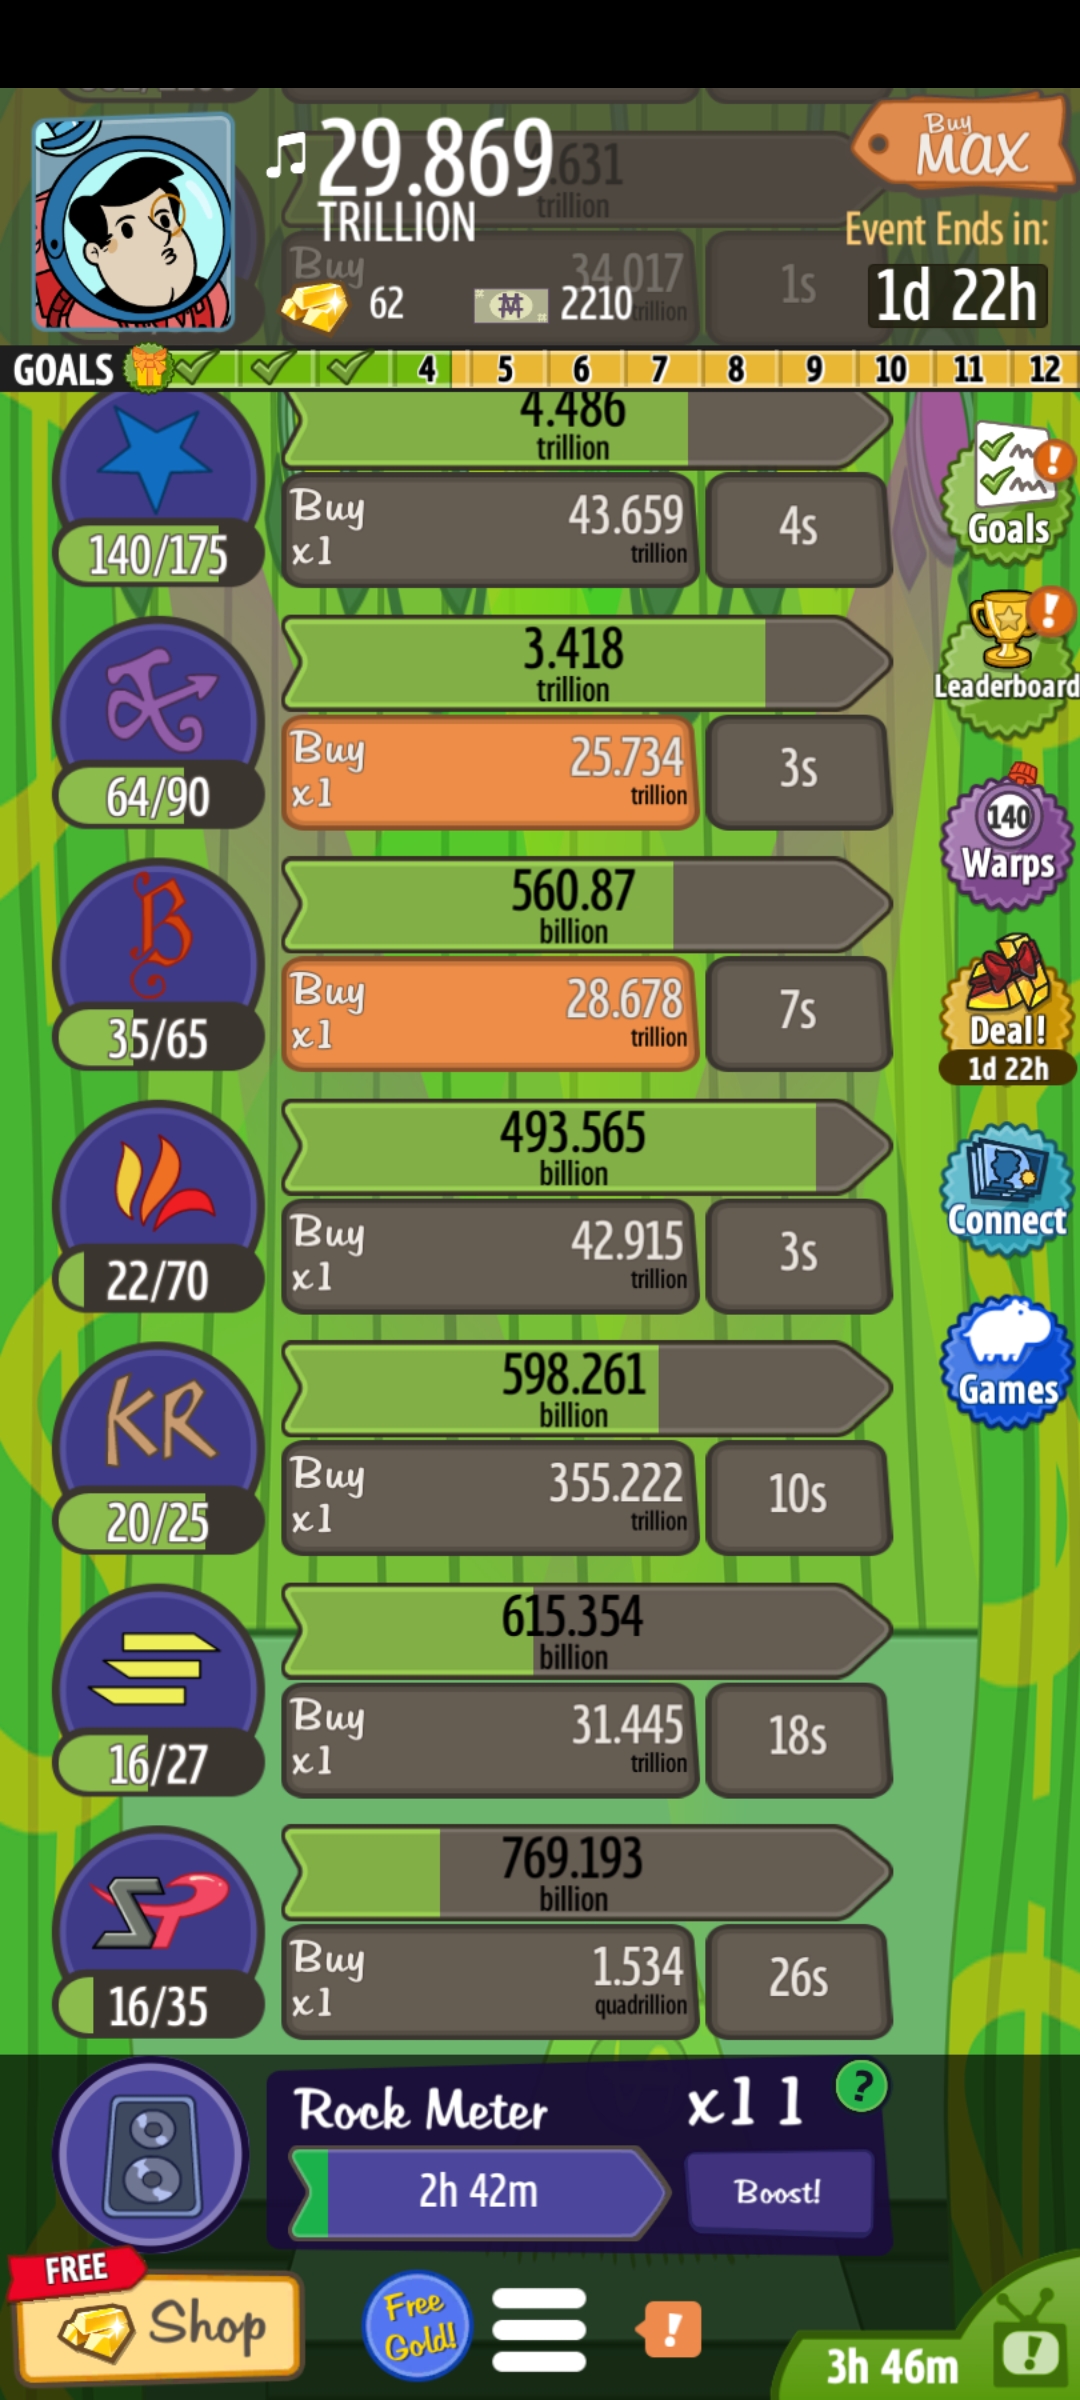 ♫29.869
TRILLION
Buy
MAX
Event Ends in:
1d 22h
.631
trillion
Buy
34.017
trillion
1s
62
2210
GOALS
4 5 6 7 8 9 10 11 12
4.486
trillion
140/175
Buy
x1
43.659
trillion
4s
Goals
3.418
trillion
64/90
Buy
x1
25.734
trillion
3s
Leaderboard
560.87
billion
B
35/65
Buy
x1
28.678
trillion
7s
140
Warps
493.565
billion
22/70
Buy
x1
42.915
trillion
3s
Deal!
1d 22h
598.261
billion
KR
20/25
Buy
x1
355.222
trillion
10s
Connect
615.354
billion
16/27
Buy
x1
31.445
trillion
18s
Games
769.193
billion
SP
16/35
Buy
x1
1.534
quadrillion
26s
Rock Meter
x11
?
2h 42m
Boost!
FREE
Shop
Free
Gold!
!
3h 46m
!